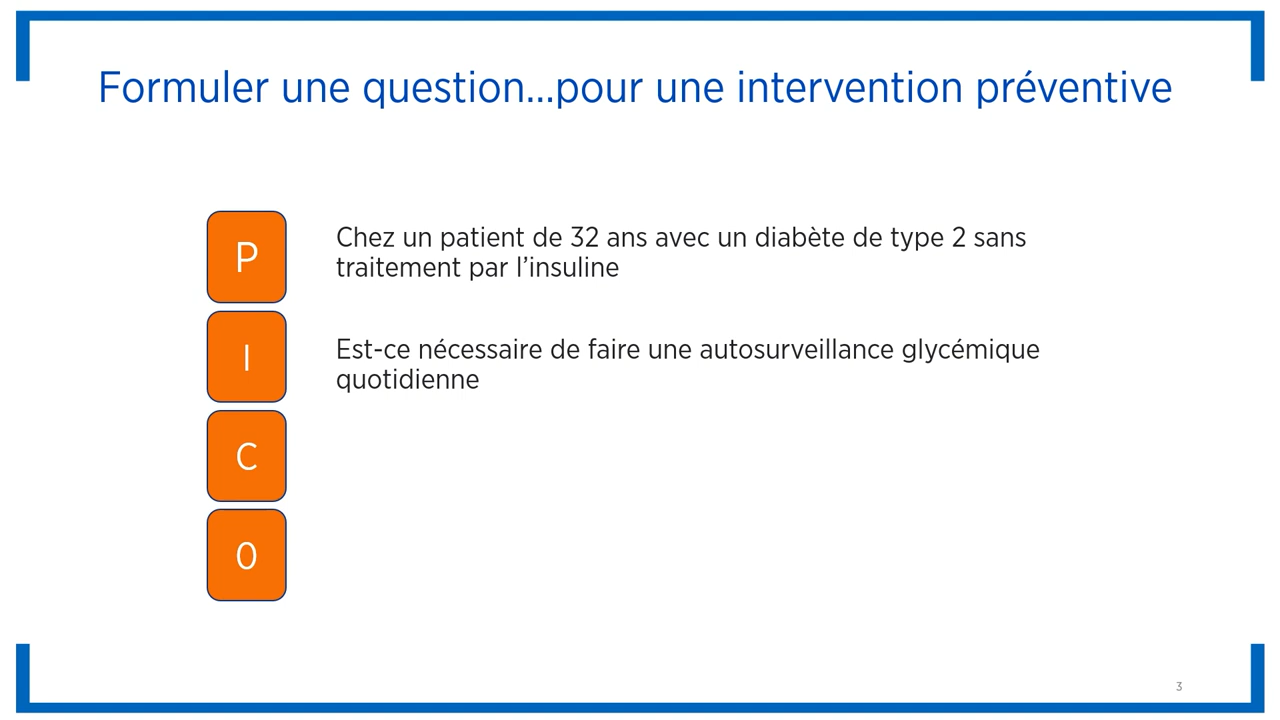 Formuler une question...pour une intervention préventive
P
Chez un patient de 32 ans avec un diabète de type 2 sans
traitement par l’insuline
I
Est-ce nécessaire de faire une autosurveillance glycémique
quotidienne
C
O
3